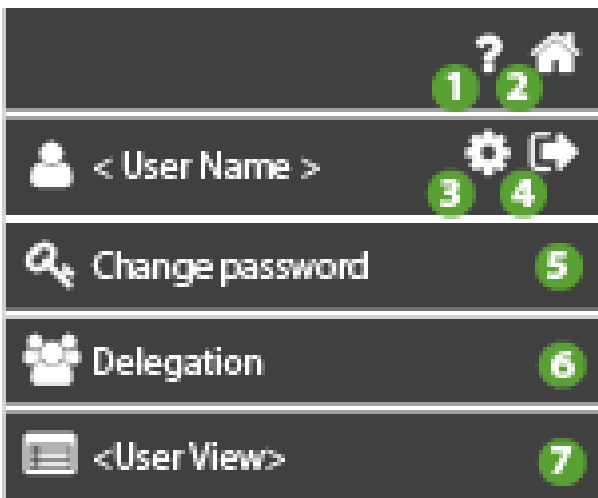 ? 
1 2
< User Name >
3 4
Change password 5
Delegation 6
<User View> 7